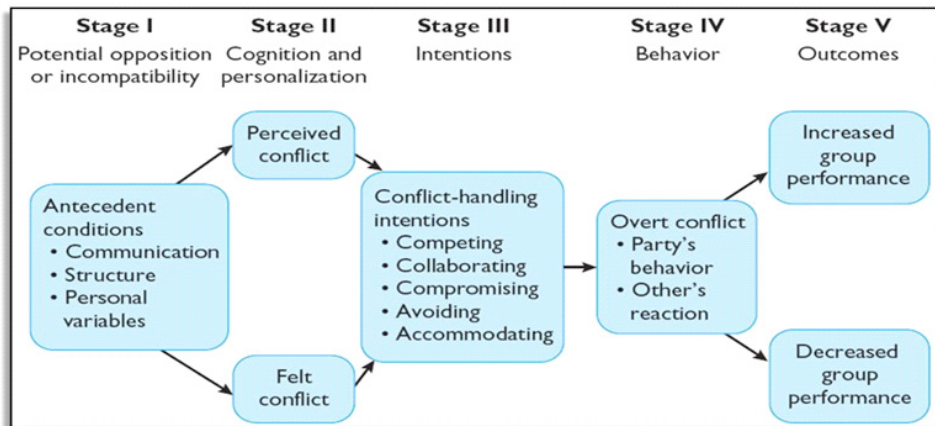 Stage I
Potential opposition
or incompatibility
Stage II
Cognition and
personalization
Stage III
Intentions
Stage IV
Behavior
Stage V
Outcomes
Antecedent
conditions
• Communication
• Structure
• Personal
variables
Perceived
conflict
Felt
conflict
Conflict-handling
intentions
• Competing
• Collaborating
• Compromising
• Avoiding
• Accommodating
Overt conflict
• Party's
behavior
• Other's
reaction
Increased
group
performance
Decreased
group
performance